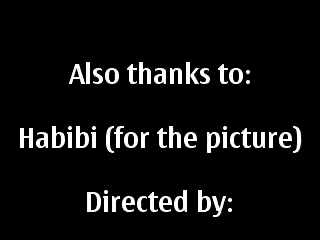 Also thanks to:
Habibi (for the picture)
Directed by: